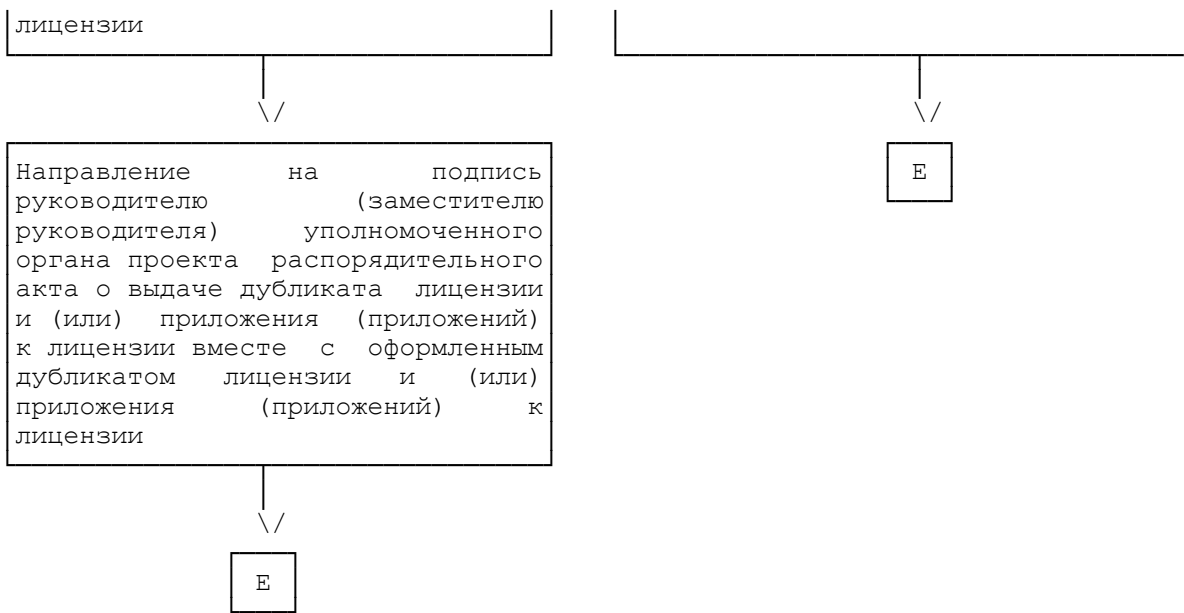 лицензии
\/
\/
Направление на подпись
руководителю (заместителю
руководителя) уполномоченного
органа проекта распорядительного
акта о выдаче дубликата лицензии
и (или) приложения (приложений)
к лицензии вместе с оформленным
дубликатом лицензии и (или)
приложения (приложений) к
лицензии
Е
\/
Е